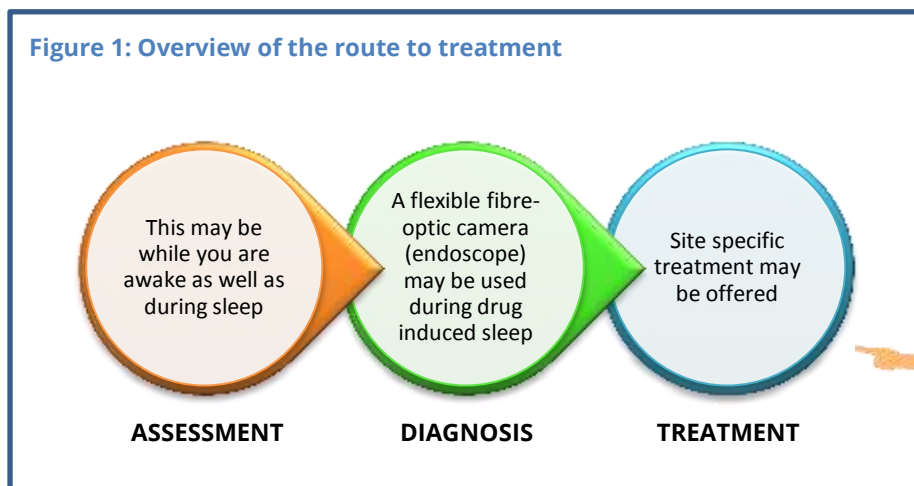 Figure 1: Overview of the route to treatment
This may be
while you are
awake as well as
during sleep
A flexible fibre-
optic camera
(endoscope)
may be used
during drug
induced sleep
Site specific
treatment may
be offered
ASSESSMENT
DIAGNOSIS
TREATMENT